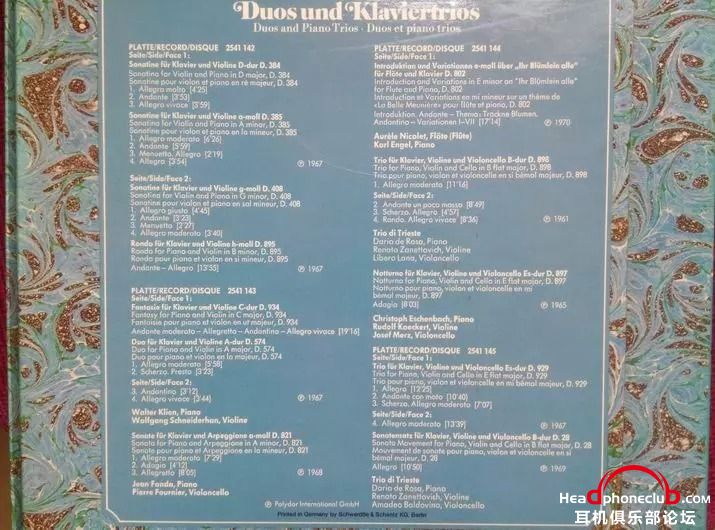 Duos und Klaviertrios
Duos and Piano Trios · Duos et piano trios
PLATTE/RECORD/DISQUE 2541 142
Seite/Side/Face 1:
Sonatine für Klavier und Violine D-dur D. 384
Sonatina for Violin and Piano in D major, D. 384
Sonatine pour violon et piano en ré majeur, D. 384
1. Allegro molto [4'25]
2. Andante [3'53]
3. Allegro vivace [3'59]
Sonatine für Klavier und Violine a-moll D. 385
Sonatina for Violin and Piano in A minor, D. 385
Sonatine pour violon et piano en la mineur, D. 385
1. Allegro moderato [6'26]
2. Andante [5'59]
3. Menuetto. Allegro [2'19]
4. Allegro [3'54] ℗ 1967
Seite/Side/Face 2:
Sonatine für Klavier und Violine g-moll D. 408
Sonatina for Violin and Piano in G minor, D. 408
Sonatine pour violon et piano en sol mineur, D. 408
1. Allegro giusto [4'45]
2. Andante [3'23]
3. Menuetto [2'27]
4. Allegro moderato [3'40]
Rondo für Klavier und Violine h-moll D. 895
Rondo for Piano and Violin in B minor, D. 895
Rondo pour piano et violon en si mineur, D. 895
Andante – Allegro [13'55] ℗ 1967
PLATTE/RECORD/DISQUE 2541 143
Seite/Side/Face 1:
Fantasie für Klavier und Violine C-dur D. 934
Fantasy for Piano and Violin in C major, D. 934
Fantaisie pour piano et violon en ut majeur, D. 934
Andante moderato – Allegretto – Andantino – Allegro vivace [19'16]
Duo für Klavier und Violine A-dur D. 574
Duo for Piano and Violin in A major, D. 574
Duo pour piano et violon en la majeur, D. 574
1. Allegro moderato [5'58]
2. Scherzo. Presto [3'23]
Seite/Side/Face 2:
3. Andantino [3'12]
4. Allegro vivace [3'44] ℗ 1967
Walter Klien, Piano
Wolfgang Schneiderhan, Violine
Sonate für Klavier und Arpeggione a-moll D. 821
Sonata for Piano and Arpeggione in A minor, D. 821
Sonate pour piano et Arpeggione en la mineur, D. 821
1. Allegro moderato [7'29]
2. Adagio [4'12]
3. Allegretto [8'05] ℗ 1968
Jean Fonda, Piano
Pierre Fournier, Violoncello
PLATTE/RECORD/DISQUE 2541 144
Seite/Side/Face 1:
Introduktion und Variationen e-moll über „Ihr Blümlein alle“
für Flöte und Klavier D. 802
Introduction and Variations in E minor on "Ihr Blümlein alle"
for Flute and Piano, D. 802
Introduction et Variations en mi mineur sur un thème de
«La Belle Meunière» pour flûte et piano, D. 802
Introduction. Andante – Thema: Trockne Blumen.
Andantino – Variationen I–VII [17'14] ℗ 1970
Aurèle Nicolet, Flöte (Flûte)
Karl Engel, Piano
Trio für Klavier, Violine und Violoncello B-dur D. 898
Trio for Piano, Violin and Cello in B flat major, D. 898
Trio pour piano, violon et violoncelle en si bémol majeur, D. 898
1. Allegro moderato [11'16]
Seite/Side/Face 2:
2. Andante un poco mosso [8'49]
3. Scherzo. Allegro [4'57]
4. Rondo. Allegro vivace [8'36] ℗ 1961
Trio di Trieste
Dario de Rosa, Piano
Renato Zanettovich, Violine
Libero Lana, Violoncello
Notturno für Klavier, Violine und Violoncello Es-dur D. 897
Notturno for Piano, Violin and Cello in E flat major, D. 897
Notturno pour piano, violon et violoncelle en mi
bémol majeur, D. 897
Adagio [8'03] ℗ 1965
Christoph Eschenbach, Piano
Rudolf Koeckert, Violine
Josef Merz, Violoncello
PLATTE/RECORD/DISQUE 2541 145
Seite/Side/Face 1:
Trio für Klavier, Violine und Violoncello Es-dur D. 929
Trio for Piano, Violin and Cello in E flat major, D. 929
Trio pour piano, violon et violoncelle en mi bémol majeur, D. 929
1. Allegro [12'25]
2. Andante con moto [10'40]
3. Scherzo. Allegro moderato [7'07]
Seite/Side/Face 2:
4. Allegro moderato [13'39] ℗ 1967
Sonatensatz für Klavier, Violine und Violoncello B-dur D. 28
Sonata Movement for Piano, Violin and Cello in B flat major, D. 28
Mouvement de sonate pour piano, violon et violoncelle en si
bémol majeur, D. 28
Allegro [10'50] ℗ 1969
Trio di Trieste
Dario de Rosa, Piano
Renato Zanettovich, Violine
Amadeo Baldovino, Violoncello
℗ Polydor International GmbH
Printed in Germany by Schwerdtle & Schientz KG, Berlin
Headphoneclub.com
耳机俱乐部论坛